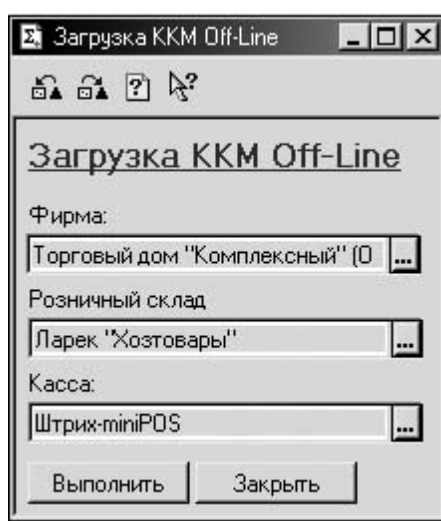 Загрузка ККМ Off-Line
Загрузка ККМ Off-Line
Фирма:
Торговый дом "Комплексный" (О
...
Розничный склад
Ларек "Хозтовары"
...
Касса:
Штрих-miniPOS
...
Выполнить Закрыть